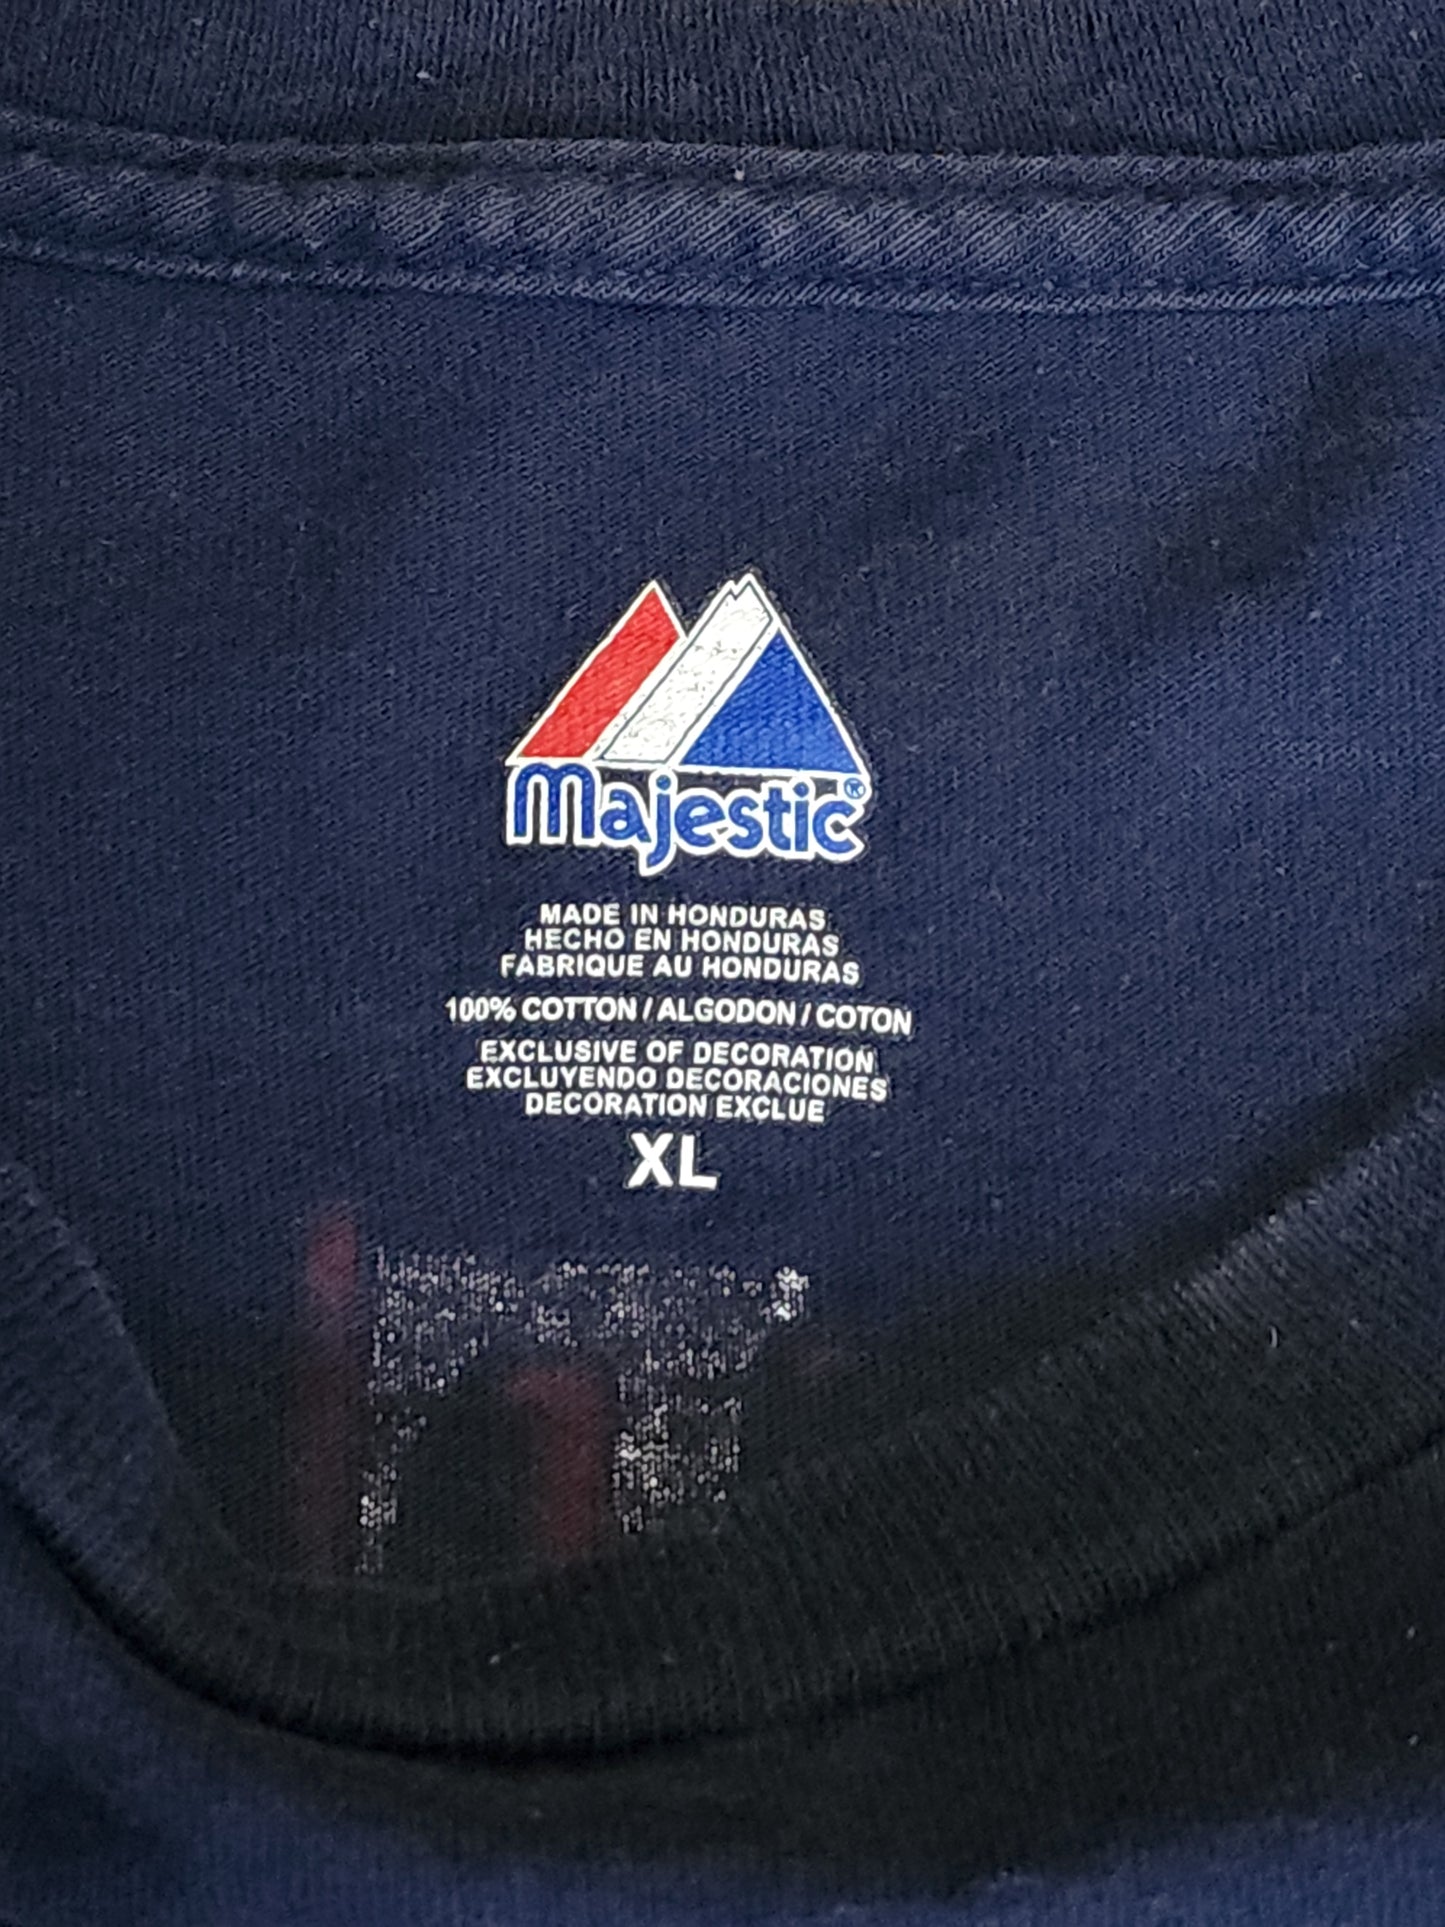 Majestic®
MADE IN HONDURAS
HECHO EN HONDURAS
FABRIQUE AU HONDURAS
100% COTTON / ALGODON / COTON
EXCLUSIVE OF DECORATION
EXCLUYENDO DECORACIONES
DECORATION EXCLUE
XL